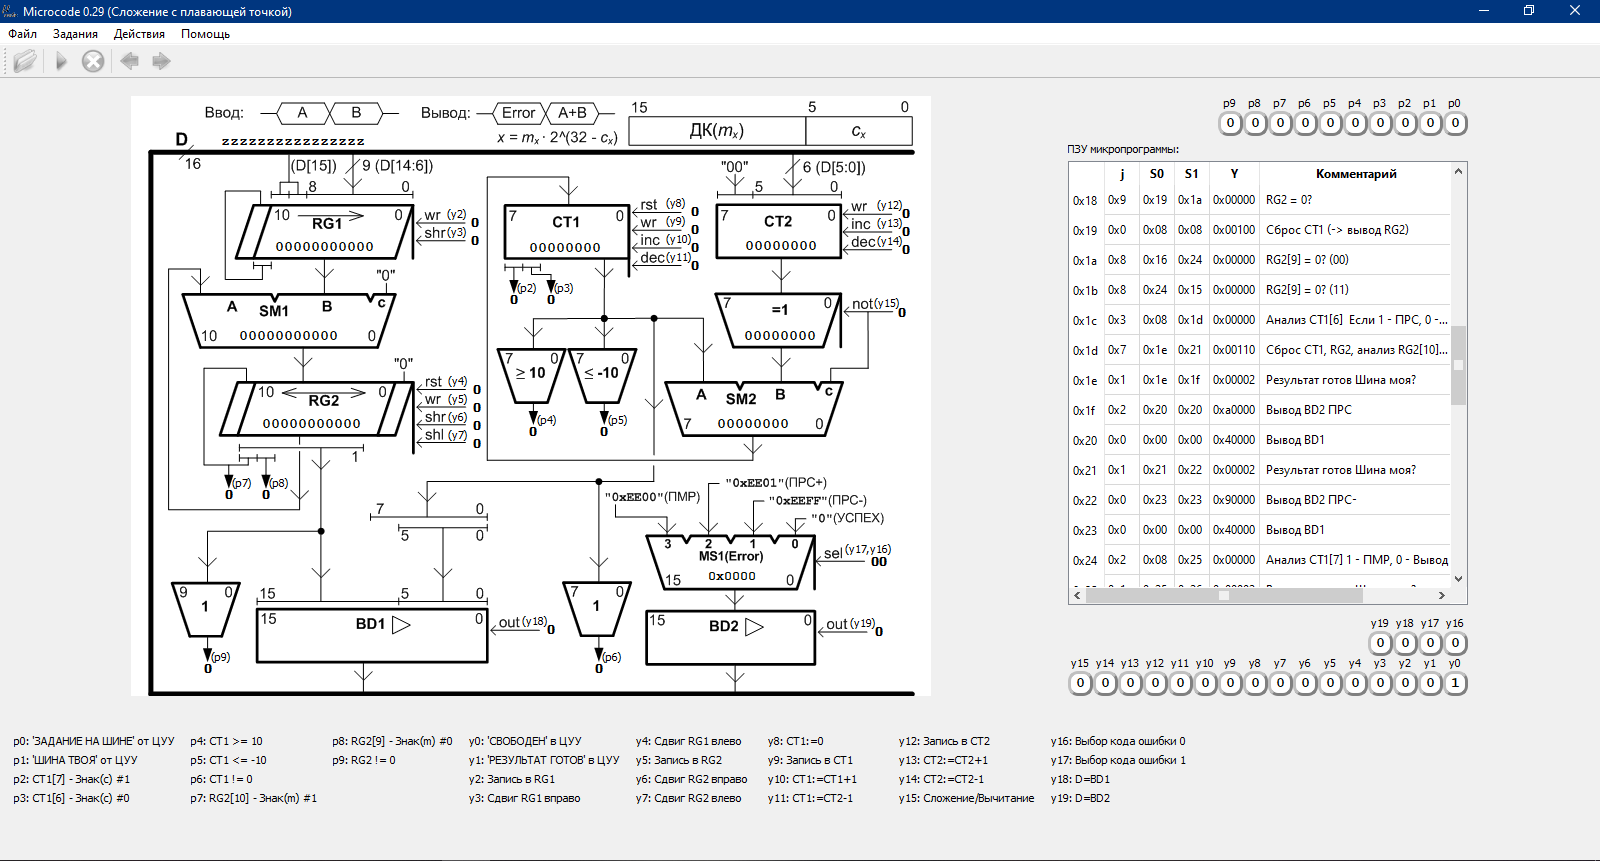 Microcode 0.29 (Сложение с плавающей точкой)
Файл Задания Действия Помощь
Ввод: A B Вывод: Error A+B 15 5 0
x = mx · 2^(32 - cx) ДК(mx) cx
D zzzzzzzzzzzzzzzz
16 (D[15]) 9 (D[14:6]) "00" 6 (D[5:0])
8 0 5 0
10 RG1 0 wr (y2) 0
00000000000 shr (y3) 0
7 CT1 0 rst (y8) 0
00000000 wr (y9) 0
inc (y10) 0
dec(y11) 0
7 CT2 0 wr (y12) 0
00000000 inc (y13) 0
dec(y14) 0
(p2) 0 (p3) 0
"0"
A B c
SM1
10 00000000000 0
7 =1 0 not(y15) 0
00000000
7 0 ≥ 10 (p4) 0
7 0 ≤ -10 (p5) 0
A B c
SM2
7 00000000 0
"0"
10 RG2 0 rst (y4) 0
00000000000 wr (y5) 0
shr (y6) 0
shl (y7) 0
1
(p7) 0 (p8) 0
7 0
5 0
"0xEE01"(ПРС+)
"0xEE00"(ПМР) "0xEEFF"(ПРС-)
"0"(УСПЕХ)
3 2 1 0
MS1(Error) sel (y17,y16) 00
15 0x0000 0
9 0 1 (p9) 0
15 5 0
15 BD1 0 out(y18) 0
7 0 1 (p6) 0
15 BD2 0 out(y19) 0
p9 p8 p7 p6 p5 p4 p3 p2 p1 p0
0 0 0 0 0 0 0 0 0 0
ПЗУ микропрограммы:
j S0 S1 Y Комментарий
0x18 0x9 0x19 0x1a 0x00000 RG2 = 0?
0x19 0x0 0x08 0x08 0x00100 Сброс CT1 (-> вывод RG2)
0x1a 0x8 0x16 0x24 0x00000 RG2[9] = 0? (00)
0x1b 0x8 0x24 0x15 0x00000 RG2[9] = 0? (11)
0x1c 0x3 0x08 0x1d 0x00000 Анализ CT1[6] Если 1 - ПРС, 0 -...
0x1d 0x7 0x1e 0x21 0x00110 Сброс CT1, RG2, анализ RG2[10]...
0x1e 0x1 0x1e 0x1f 0x00002 Результат готов Шина моя?
0x1f 0x2 0x20 0x20 0xa0000 Вывод BD2 ПРС
0x20 0x0 0x00 0x00 0x40000 Вывод BD1
0x21 0x1 0x21 0x22 0x00002 Результат готов Шина моя?
0x22 0x0 0x23 0x23 0x90000 Вывод BD2 ПРС-
0x23 0x0 0x00 0x00 0x40000 Вывод BD1
0x24 0x2 0x08 0x25 0x00000 Анализ CT1[7] 1 - ПМР, 0 - Вывод
y19 y18 y17 y16
0 0 0 0
y15 y14 y13 y12 y11 y10 y9 y8 y7 y6 y5 y4 y3 y2 y1 y0
0 0 0 0 0 0 0 0 0 0 0 0 0 0 0 1
p0: 'ЗАДАНИЕ НА ШИНЕ' от ЦУУ p4: CT1 >= 10 p8: RG2[9] - Знак(m) #0 y0: 'СВОБОДЕН' в ЦУУ y4: Сдвиг RG1 влево y8: CT1:=0 y12: Запись в CT2 y16: Выбор кода ошибки 0
p1: 'ШИНА ТВОЯ' от ЦУУ p5: CT1 <= -10 p9: RG2 != 0 y1: 'РЕЗУЛЬТАТ ГОТОВ' в ЦУУ y5: Запись в RG2 y9: Запись в CT1 y13: CT2:=CT2+1 y17: Выбор кода ошибки 1
p2: CT1[7] - Знак(c) #1 p6: CT1 != 0 y2: Запись в RG1 y6: Сдвиг RG2 вправо y10: CT1:=CT1+1 y14: CT2:=CT2-1 y18: D=BD1
p3: CT1[6] - Знак(c) #0 p7: RG2[10] - Знак(m) #1 y3: Сдвиг RG1 вправо y7: Сдвиг RG2 влево y11: CT1:=CT2-1 y15: Сложение/Вычитание y19: D=BD2